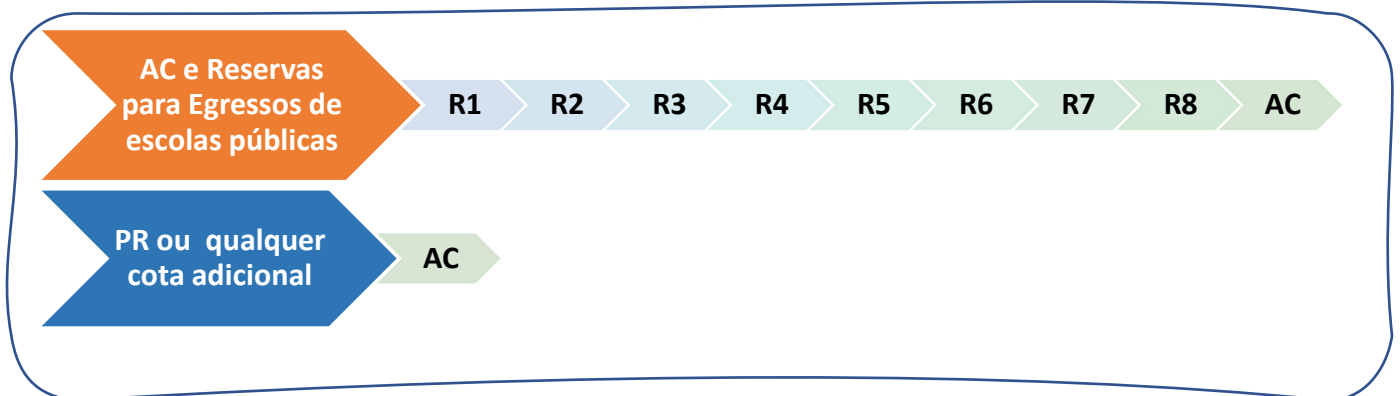 AC e Reservas
para Egressos de
escolas públicas
R1 R2 R3 R4 R5 R6 R7 R8 AC
PR ou qualquer
cota adicional
AC